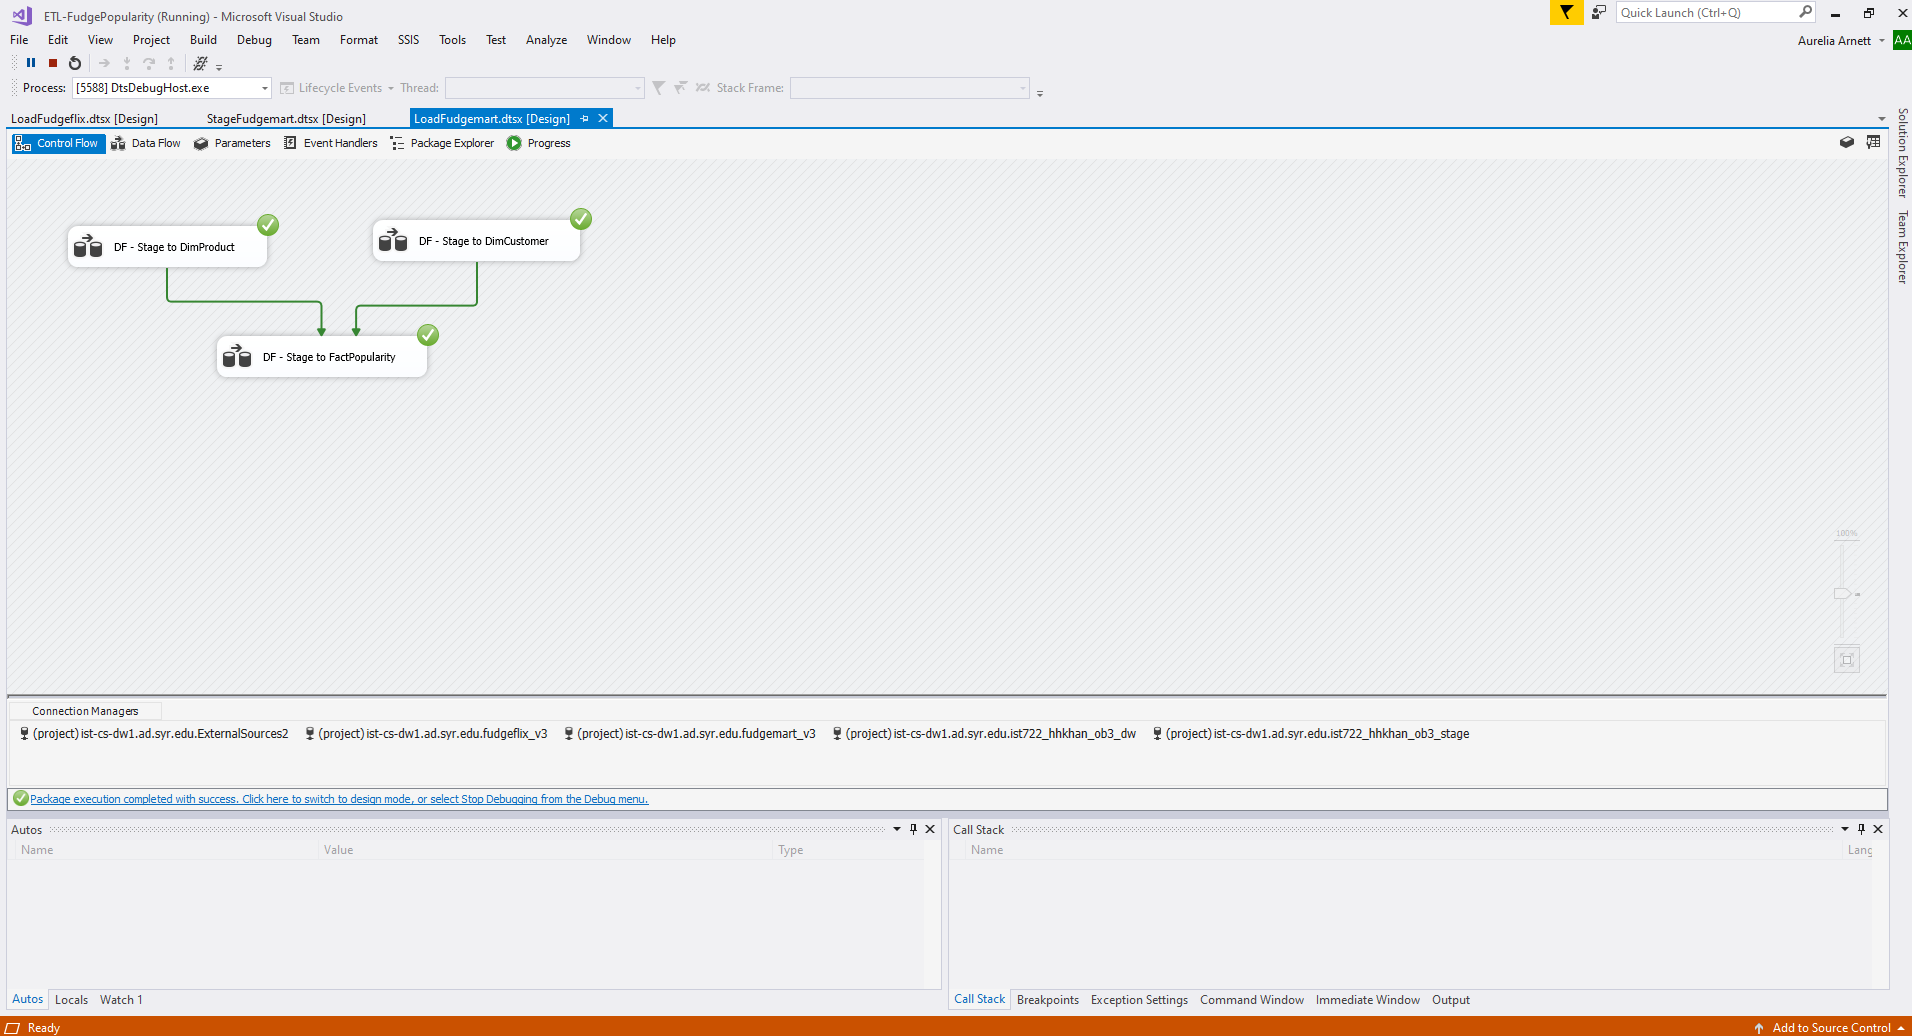 ETL-FudgePopularity (Running) - Microsoft Visual Studio
Quick Launch (Ctrl+Q)
File Edit View Project Build Debug Team Format SSIS Tools Test Analyze Window Help
Aurelia Arnett AA
Process: [5588] DtsDebugHost.exe Lifecycle Events Thread: Stack Frame:
LoadFudgeflix.dtsx [Design] StageFudgemart.dtsx [Design] LoadFudgemart.dtsx [Design]
Control Flow Data Flow Parameters Event Handlers Package Explorer Progress
Solution Explorer
Team Explorer
DF - Stage to DimProduct
DF - Stage to DimCustomer
DF - Stage to FactPopularity
100%
Connection Managers
(project) ist-cs-dw1.ad.syr.edu.ExternalSources2 (project) ist-cs-dw1.ad.syr.edu.fudgeflix_v3 (project) ist-cs-dw1.ad.syr.edu.fudgemart_v3 (project) ist-cs-dw1.ad.syr.edu.ist722_hhkhan_ob3_dw (project) ist-cs-dw1.ad.syr.edu.ist722_hhkhan_ob3_stage
Package execution completed with success. Click here to switch to design mode, or select Stop Debugging from the Debug menu.
Autos
Name Value Type
Call Stack
Name Lang
Autos Locals Watch 1
Call Stack Breakpoints Exception Settings Command Window Immediate Window Output
Ready
Add to Source Control